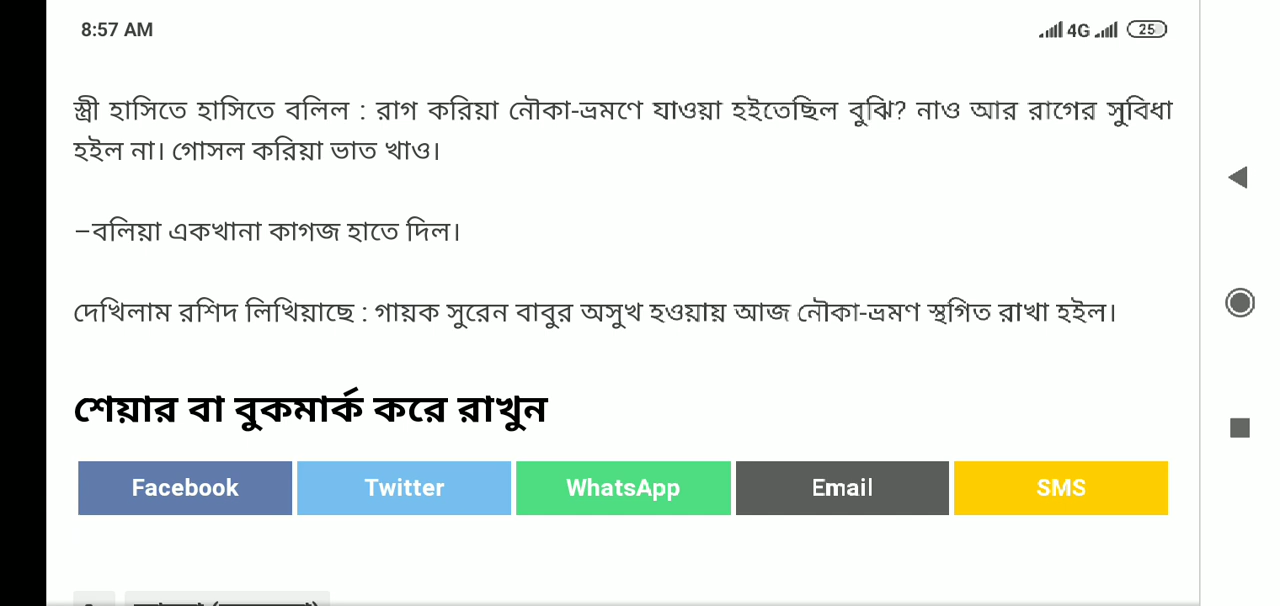 8:57 AM 4G 25
স্ত্রী হাসিতে হাসিতে বলিল : রাগ করিয়া নৌকা-ভ্রমণে যাওয়া হইতেছিল বুঝি? নাও আর রাগের সুবিধা
হইল না। গোসল করিয়া ভাত খাও।
–বলিয়া একখানা কাগজ হাতে দিল।
দেখিলাম রশিদ লিখিয়াছে : গায়ক সুরেন বাবুর অসুখ হওয়ায় আজ নৌকা-ভ্রমণ স্থগিত রাখা হইল।
শেয়ার বা বুকমার্ক করে রাখুন
Facebook Twitter WhatsApp Email SMS